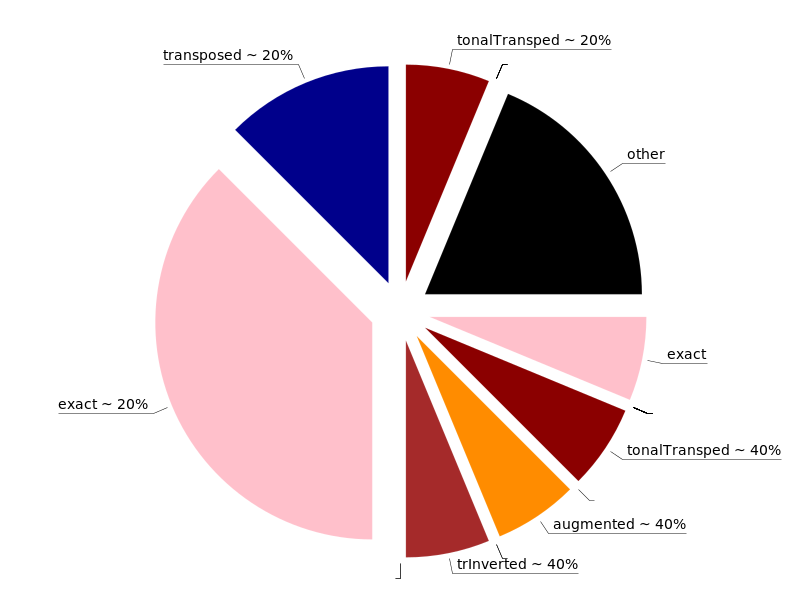 tonalTransped ~ 20%
transposed ~ 20%
other
exact
exact ~ 20%
tonalTransped ~ 40%
augmented ~ 40%
trInverted ~ 40%